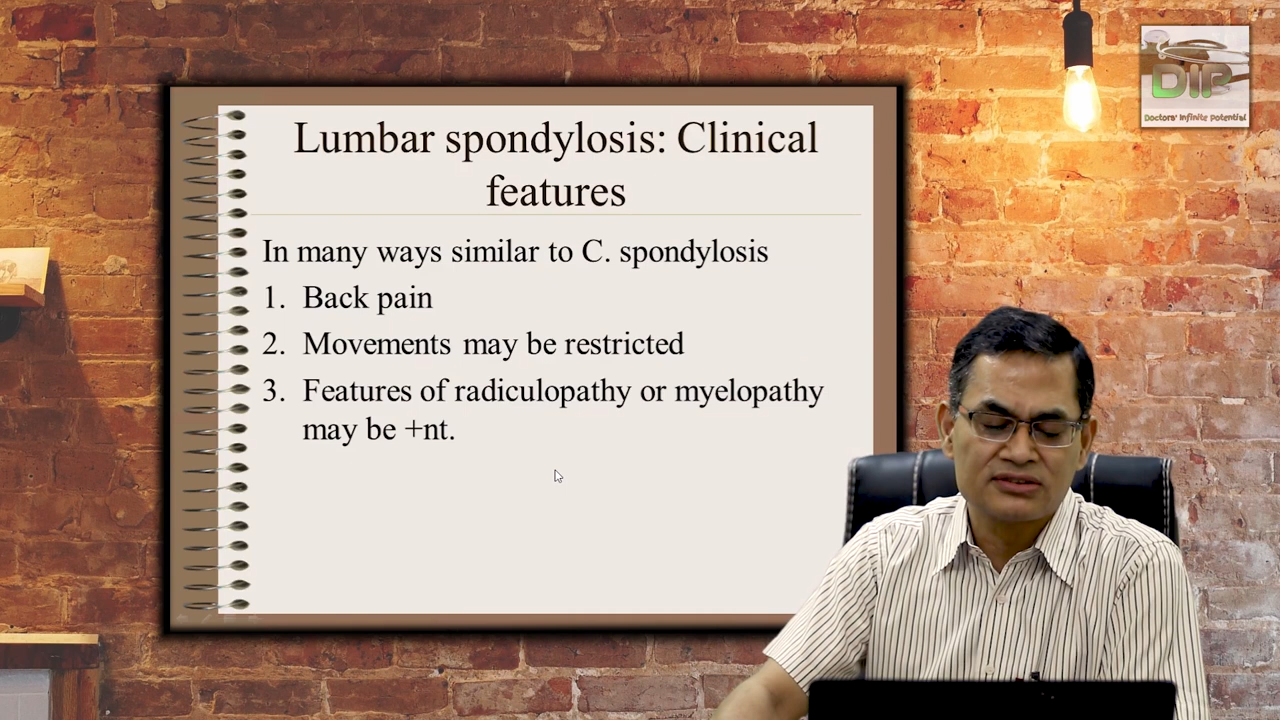 DIP
Doctors' Infinite Potential
Lumbar spondylosis: Clinical
features
In many ways similar to C. spondylosis
1. Back pain
2. Movements may be restricted
3. Features of radiculopathy or myelopathy
may be +nt.